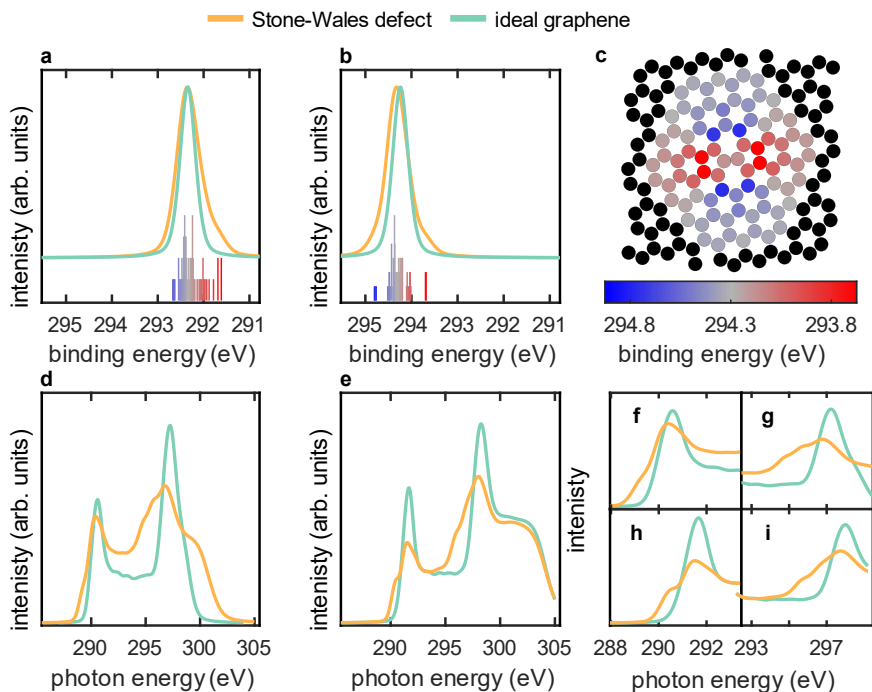 Stone-Wales defect ideal graphene
a b c
intenisty (arb. units) intenisty (arb. units)
295 294 293 292 291 295 294 293 292 291
binding energy (eV) binding energy (eV)
294.8 294.3 293.8
binding energy (eV)
d e f g
h i
intenisty (arb. units) intenisty (arb. units) intenisty
290 295 300 305 290 295 300 305 288 290 292 293 297
photon energy (eV) photon energy (eV) photon energy (eV)